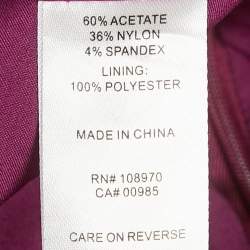 60% ACETATE
36% NYLON
4% SPANDEX
LINING:
100% POLYESTER
MADE IN CHINA
RN# 108970
CA# 00985
CARE ON REVERSE